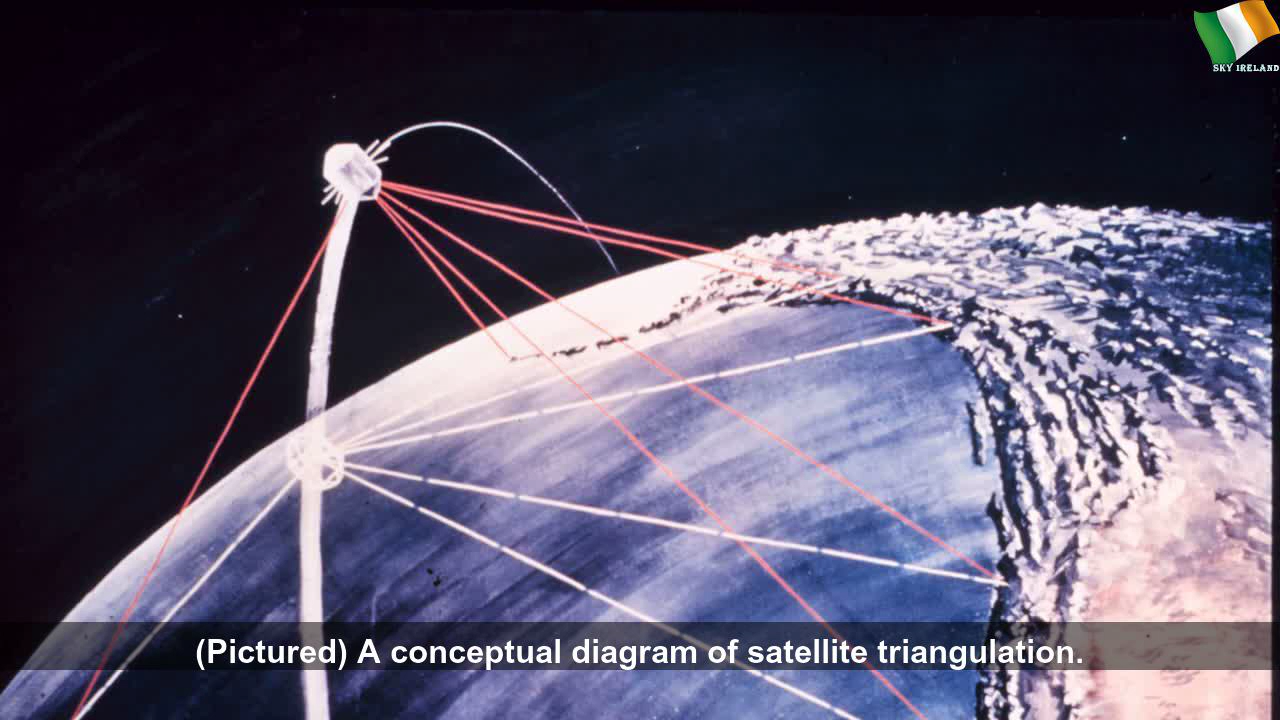 SKY IRELAND
(Pictured) A conceptual diagram of satellite triangulation.